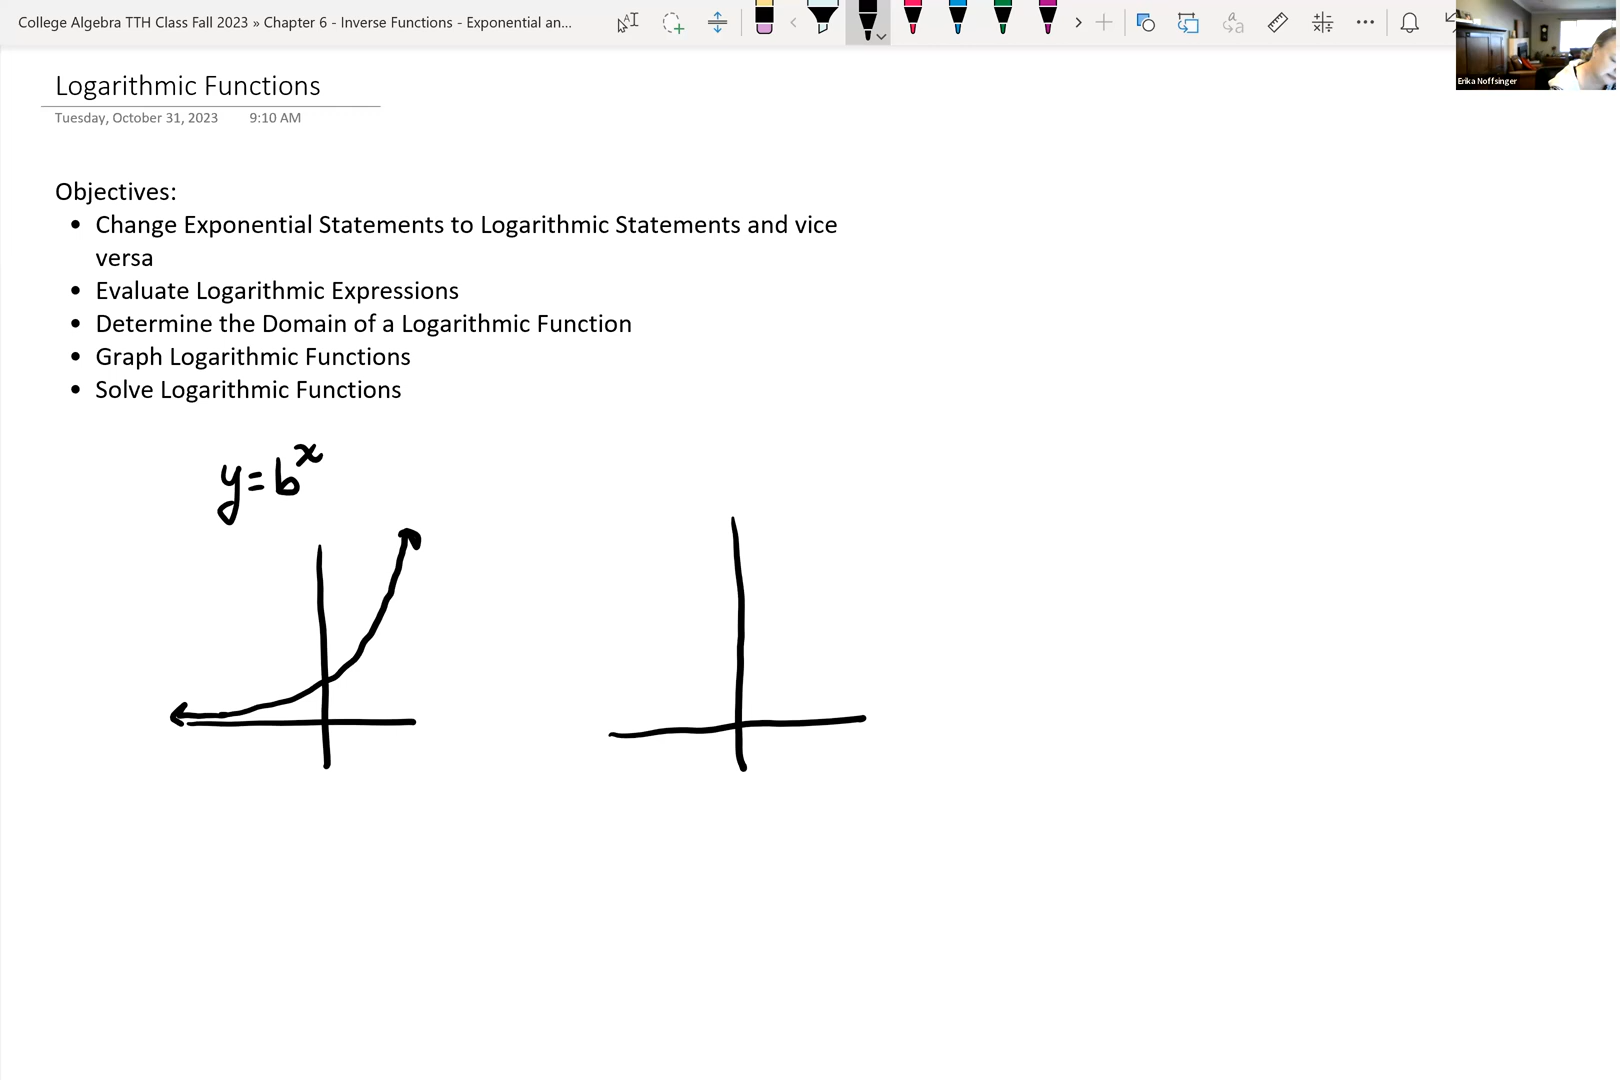 College Algebra TTH Class Fall 2023 » Chapter 6 - Inverse Functions - Exponential an...
Erika Noffsinger
Logarithmic Functions
Tuesday, October 31, 2023 9:10 AM
Objectives:
• Change Exponential Statements to Logarithmic Statements and vice
versa
• Evaluate Logarithmic Expressions
• Determine the Domain of a Logarithmic Function
• Graph Logarithmic Functions
• Solve Logarithmic Functions
y=b^x